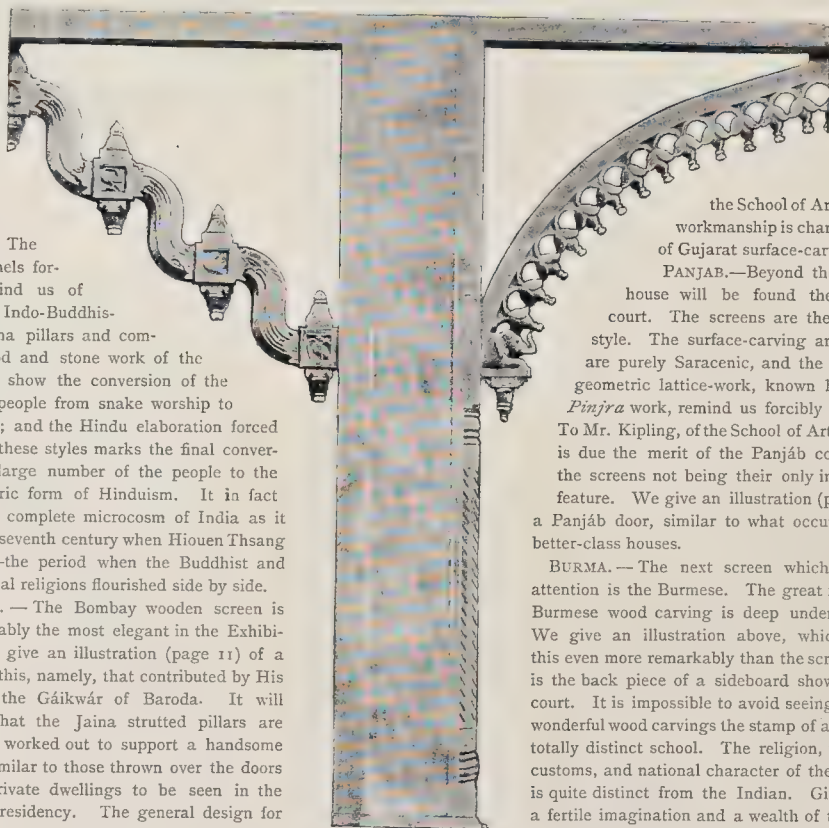 The
nels for-
ind us of
Indo-Buddhis-
na pillars and com-
od and stone work of the
show the conversion of the
people from snake worship to
; and the Hindu elaboration forced
these styles marks the final conver-
large number of the people to the
ric form of Hinduism. It in fact
complete microcosm of India as it
seventh century when Hiouen Thsang
—the period when the Buddhist and
al religions flourished side by side.
. — The Bombay wooden screen is
ably the most elegant in the Exhibi-
give an illustration (page 11) of a
this, namely, that contributed by His
the Gáikwár of Baroda. It will
hat the Jaina strutted pillars are
worked out to support a handsome
milar to those thrown over the doors
rivate dwellings to be seen in the
residency. The general design for
the School of Ar
workmanship is char
of Gujarat surface-car
PANJAB.—Beyond th
house will be found the
court. The screens are the
style. The surface-carving an
are purely Saracenic, and the
geometric lattice-work, known
Pinjra work, remind us forcibly
To Mr. Kipling, of the School of Art
is due the merit of the Panjáb co
the screens not being their only in
feature. We give an illustration (p
a Panjáb door, similar to what occu
better-class houses.
BURMA. — The next screen which
attention is the Burmese. The great
Burmese wood carving is deep under
We give an illustration above, whic
this even more remarkably than the scr
is the back piece of a sideboard show
court. It is impossible to avoid seeing
wonderful wood carvings the stamp of a
totally distinct school. The religion,
customs, and national character of the
is quite distinct from the Indian. Gi
a fertile imagination and a wealth of